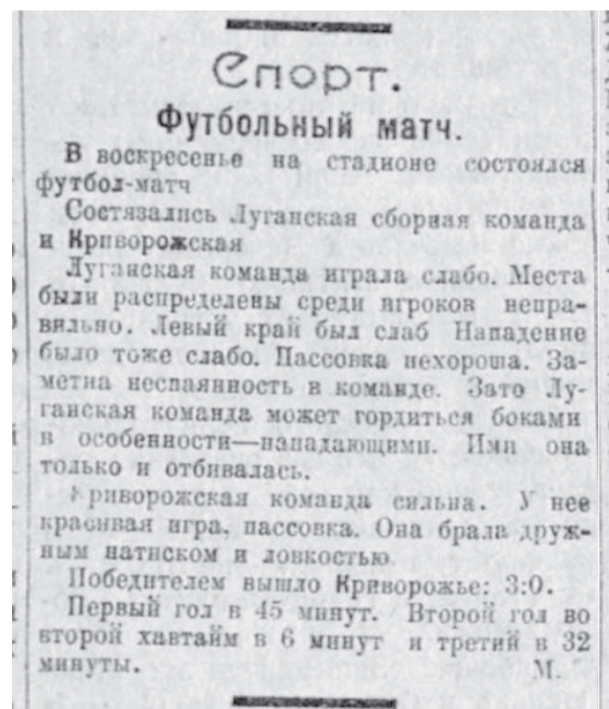 Спорт.
Футбольный матч.
В воскресенье на стадионе состоялся
футбол-матч
Состязались Луганская сборная команда
и Криворожская
Луганская команда играла слабо. Места
были распределены среди игроков непра-
вильно. Левый край был слаб Нападение
было тоже слабо. Пассовка нехороша. За-
метна неспаянность в команде. Зато Лу-
ганская команда может гордиться боками
в особенности—нападающими. Ими она
только и отбивалась.
Криворожская команда сильна. У нее
красивая игра, пассовка. Она брала друж-
ным натиском и ловкостью.
Победителем вышло Криворожье: 3:0.
Первый гол в 45 минут. Второй гол во
второй хавтайм в 6 минут и третий в 32
минуты. М.